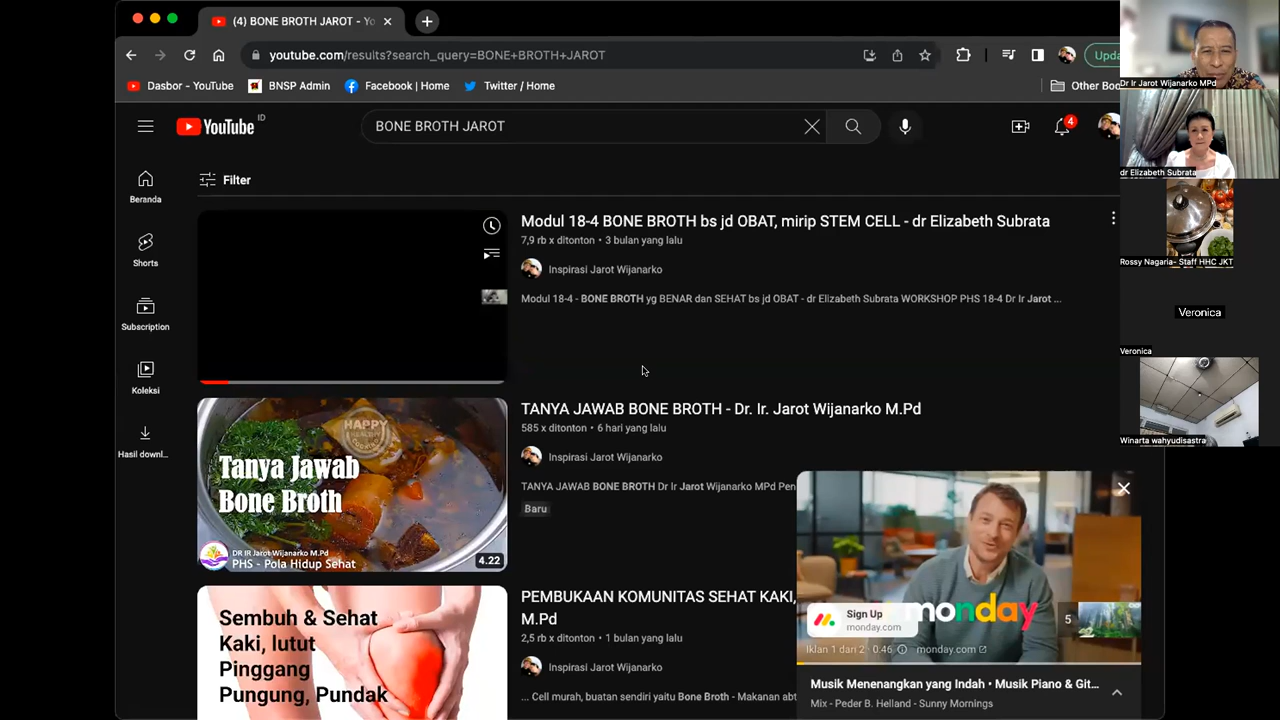 (4) BONE BROTH JAROT - Yo
youtube.com/results?search_query=BONE+BROTH+JAROT
Upda
Dasbor - YouTube
BNSP Admin
Facebook | Home
Twitter / Home
Other Boo
YouTube ID
BONE BROTH JAROT
4
Filter
Beranda
Shorts
Subscription
Koleksi
Hasil downl...
Modul 18-4 BONE BROTH bs jd OBAT, mirip STEM CELL - dr Elizabeth Subrata
7,9 rb x ditonton • 3 bulan yang lalu
Inspirasi Jarot Wijanarko
Modul 18-4 - BONE BROTH yg BENAR dan SEHAT bs jd OBAT - dr Elizabeth Subrata WORKSHOP PHS 18-4 Dr Ir Jarot ...
HAPPY
Tanya Jawab
Bone Broth
DR IR Jarot Wijanarko M.Pd
PHS - Pola Hidup Sehat
4.22
TANYA JAWAB BONE BROTH - Dr. Ir. Jarot Wijanarko M.Pd
585 x ditonton • 6 hari yang lalu
Inspirasi Jarot Wijanarko
TANYA JAWAB BONE BROTH Dr Ir Jarot Wijanarko MPd Pen
Baru
Sembuh & Sehat
Kaki, lutut
Pinggang
Pungung, Pundak
PEMBUKAAN KOMUNITAS SEHAT KAKI,
M.Pd
2,5 rb x ditonton • 1 bulan yang lalu
Inspirasi Jarot Wijanarko
... Cell murah, buatan sendiri yaitu Bone Broth - Makanan abt
Sign Up
monday.com
monday
5
Iklan 1 dari 2 · 0.46
monday.com
Musik Menenangkan yang Indah • Musik Piano & Git...
Mix - Peder B. Helland - Sunny Mornings
Dr Ir Jarot Wijanarko MPd
dr Elizabeth Subrata
Rossy Nagaria- Staff HHC JKT
Veronica
Veronica
Winarta wahyudisastra